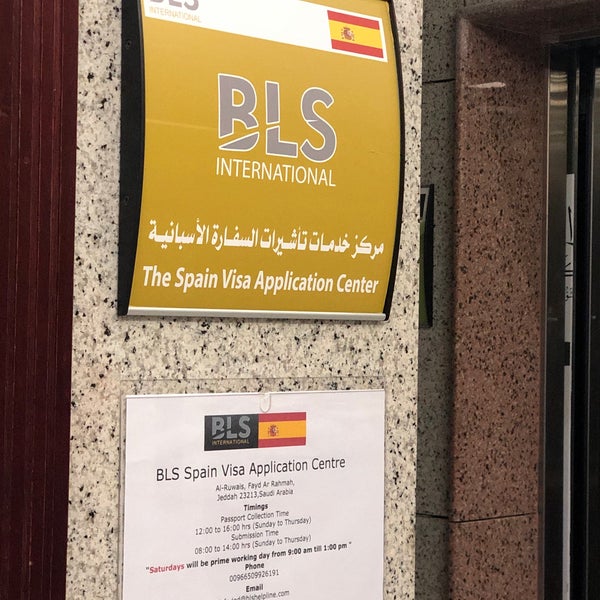 BLS
INTERNATIONAL
BLS
INTERNATIONAL
مركز خدمات تأشيرات السفارة الأسبانية
The Spain Visa Application Center
BLS
INTERNATIONAL
BLS Spain Visa Application Centre
Al-Ruwais, Fayd Ar Rahmah,
Jeddah 23213,Saudi Arabia
Timings
Passport Collection Time
12:00 to 16:00 hrs (Sunday to Thursday)
Submission Time
08:00 to 14:00 hrs (Sunday to Thursday)
"Saturdays will be prime working day from 9:00 am till 1:00 pm "
Phone
00966509926191